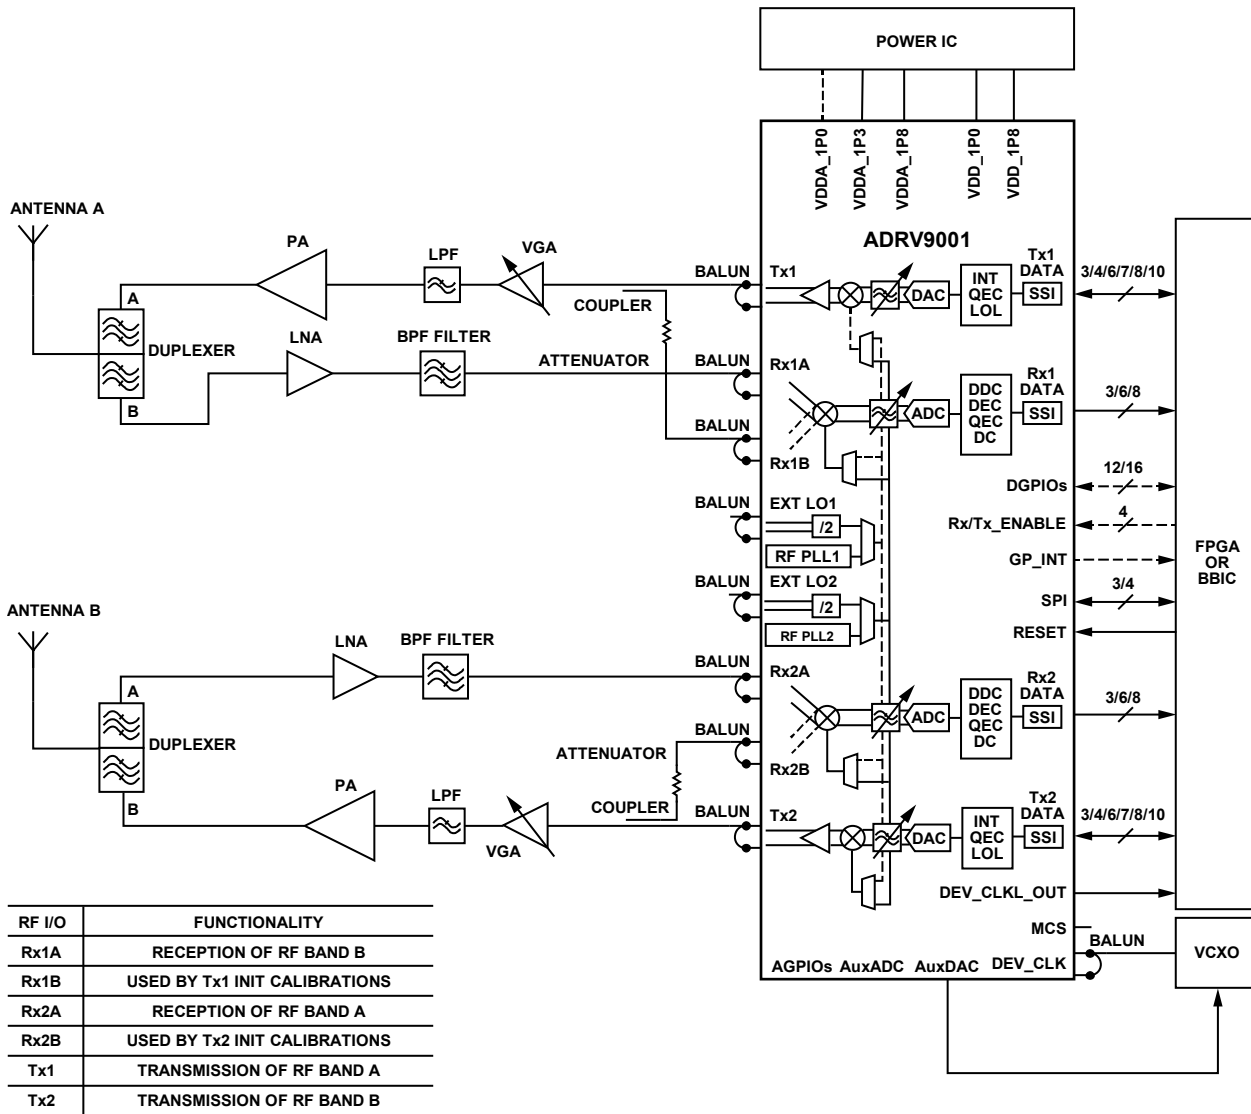 POWER IC
VDDA_1P0
VDDA_1P3
VDDA_1P8
VDD_1P0
VDD_1P8
ADRV9001
ANTENNA A
PA
LPF
VGA
BALUN
Tx1
DAC
INT
QEC
LOL
Tx1
DATA
SSI
3/4/6/7/8/10
COUPLER
A
DUPLEXER
B
LNA
BPF FILTER
ATTENUATOR
BALUN
Rx1A
ADC
DDC
DEC
QEC
DC
Rx1
DATA
SSI
3/6/8
BALUN
Rx1B
DGPIOs
12/16
BALUN
EXT LO1
/2
RF PLL1
Rx/Tx_ENABLE
4
GP_INT
FPGA
OR
BBIC
BALUN
EXT LO2
/2
RF PLL2
SPI
3/4
RESET
ANTENNA B
LNA
BPF FILTER
BALUN
Rx2A
ADC
DDC
DEC
QEC
DC
Rx2
DATA
SSI
3/6/8
A
DUPLEXER
B
ATTENUATOR
BALUN
Rx2B
PA
LPF
VGA
COUPLER
BALUN
Tx2
DAC
INT
QEC
LOL
Tx2
DATA
SSI
3/4/6/7/8/10
DEV_CLKL_OUT
MCS
BALUN
VCXO
AGPIOs AuxADC AuxDAC DEV_CLK
RF I/O FUNCTIONALITY
Rx1A RECEPTION OF RF BAND B
Rx1B USED BY Tx1 INIT CALIBRATIONS
Rx2A RECEPTION OF RF BAND A
Rx2B USED BY Tx2 INIT CALIBRATIONS
Tx1 TRANSMISSION OF RF BAND A
Tx2 TRANSMISSION OF RF BAND B